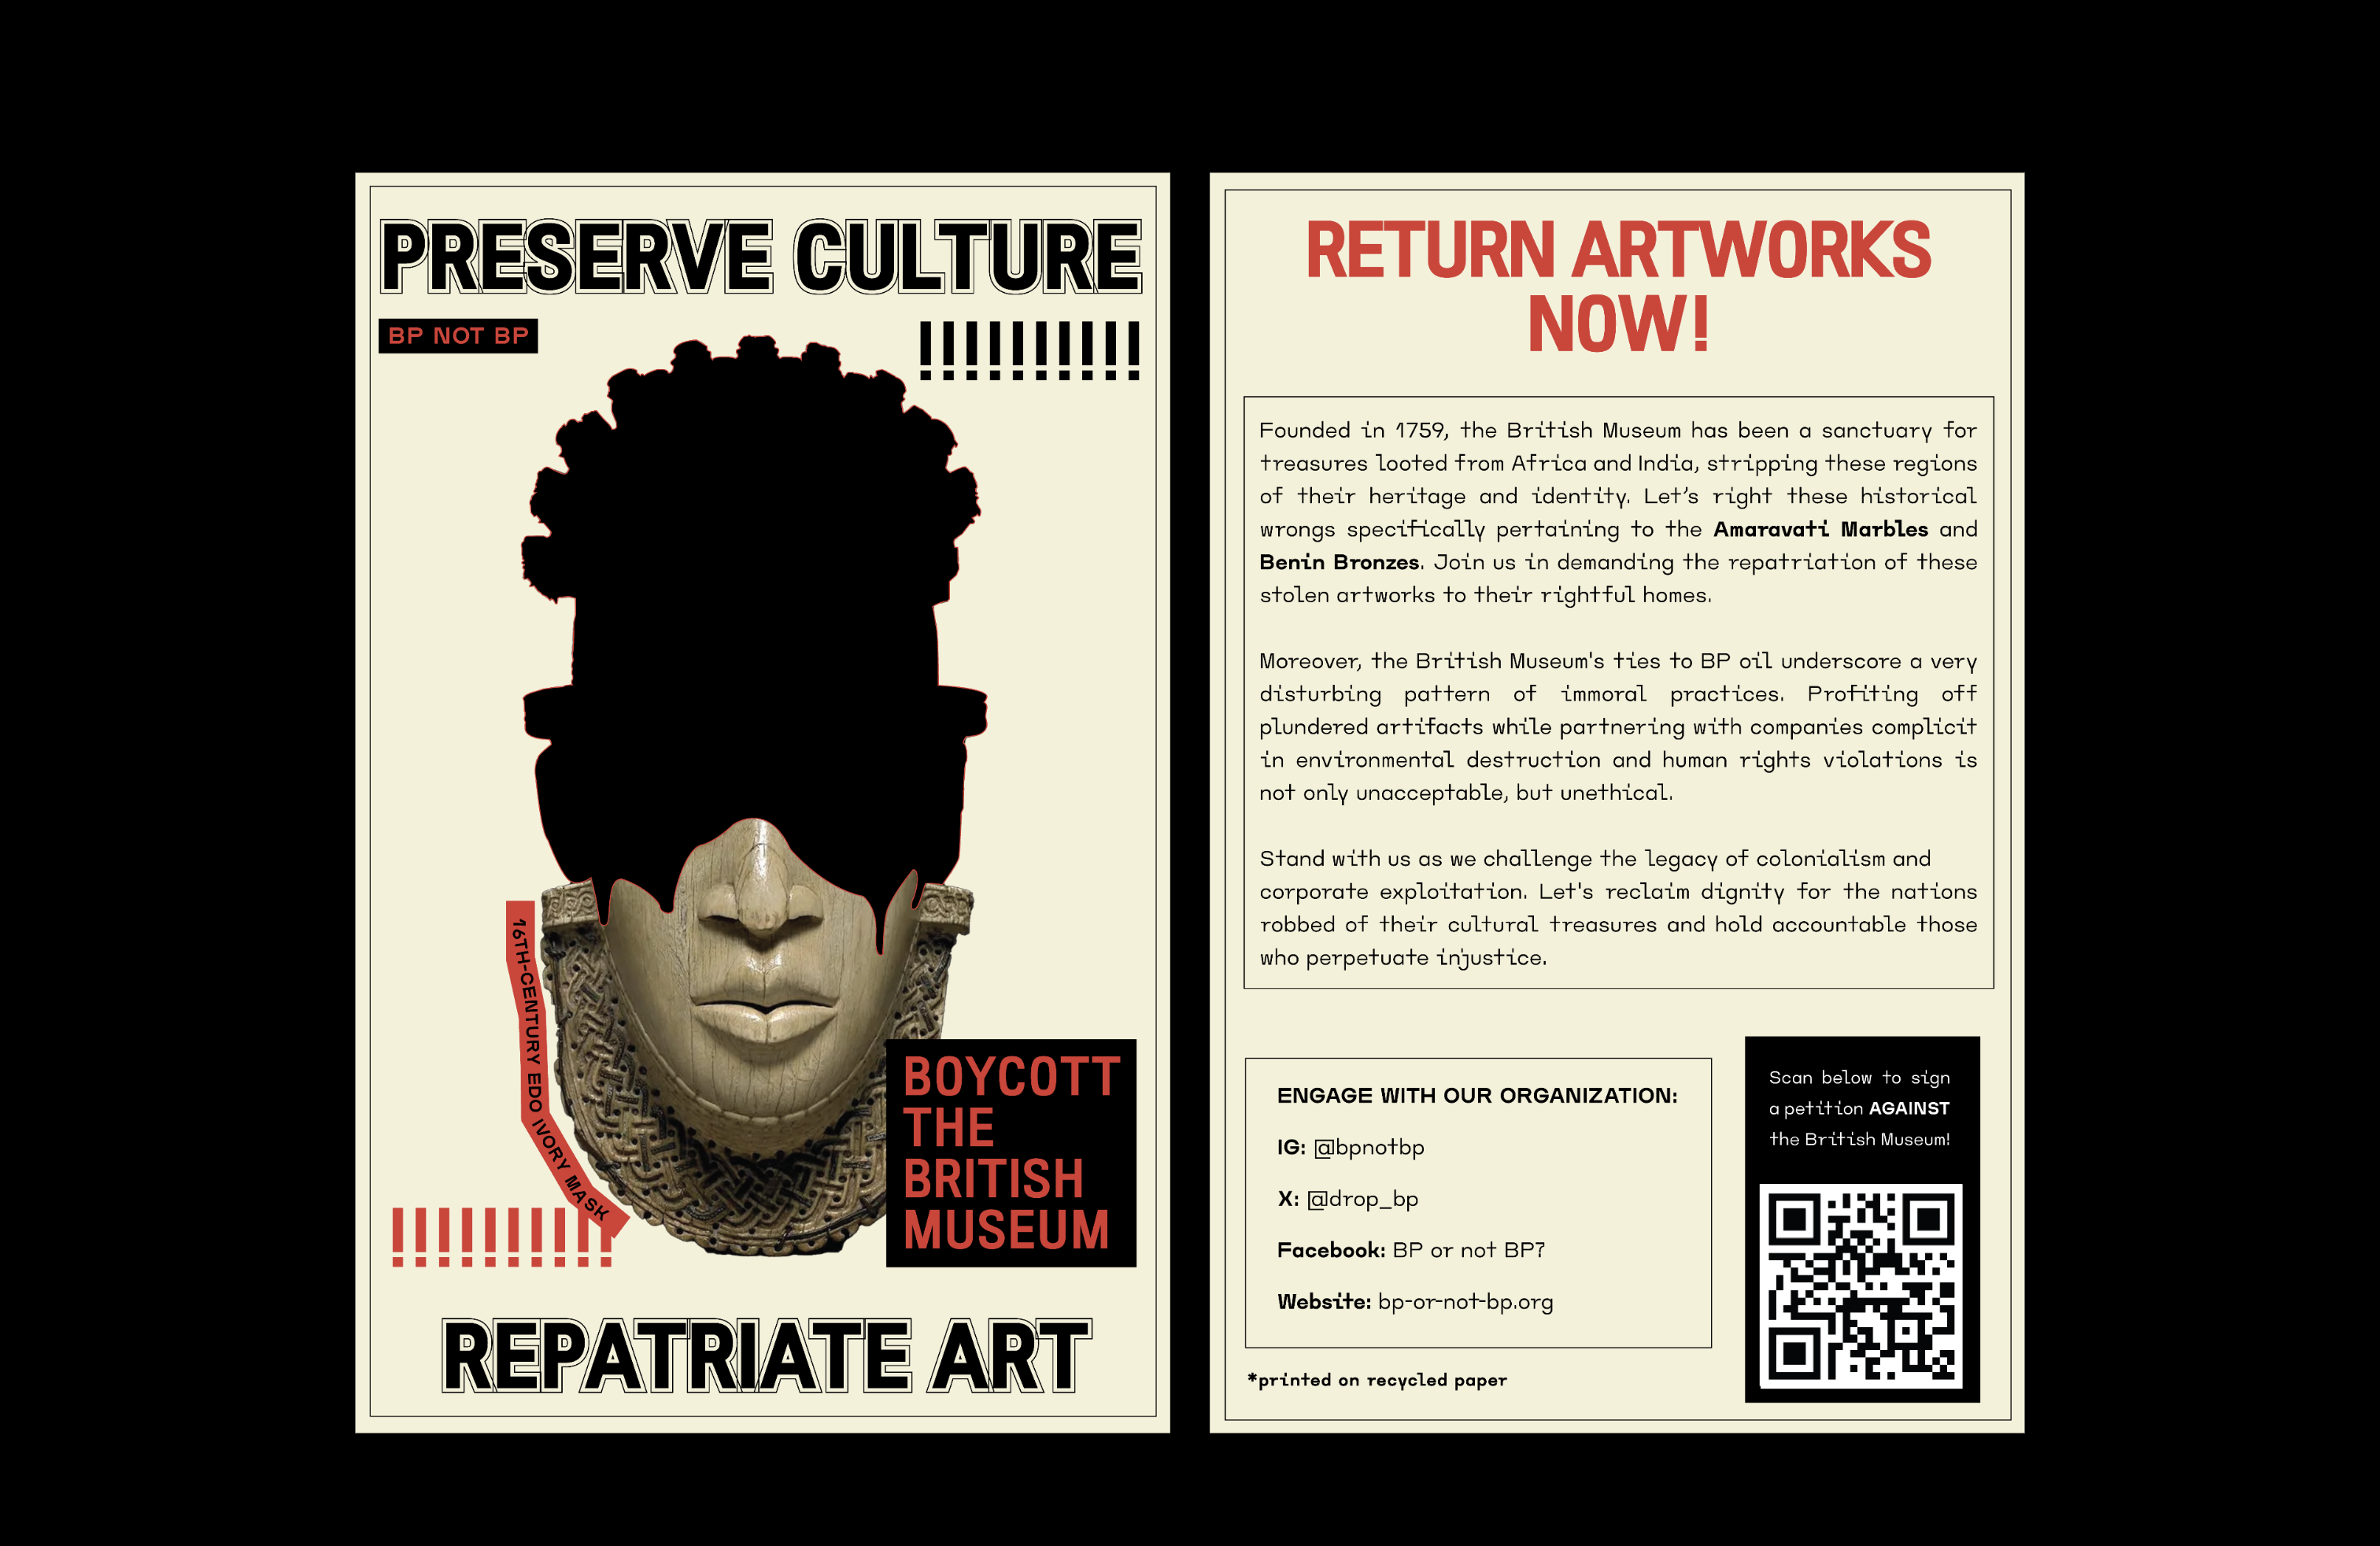 PRESERVE CULTURE
BP NOT BP
!!!!!!!!!!
16TH-CENTURY EDO IVORY MASK
!!!!!!!!!!
BOYCOTT
THE
BRITISH
MUSEUM
REPATRIATE ART
RETURN ARTWORKS
NOW!
Founded in 1759, the British Museum has been a sanctuary for
treasures looted from Africa and India, stripping these regions
of their heritage and identity. Let’s right these historical
wrongs specifically pertaining to the Amaravati Marbles and
Benin Bronzes. Join us in demanding the repatriation of these
stolen artworks to their rightful homes.
Moreover, the British Museum's ties to BP oil underscore a very
disturbing pattern of immoral practices. Profiting off
plundered artifacts while partnering with companies complicit
in environmental destruction and human rights violations is
not only unacceptable, but unethical.
Stand with us as we challenge the legacy of colonialism and
corporate exploitation. Let's reclaim dignity for the nations
robbed of their cultural treasures and hold accountable those
who perpetuate injustice.
ENGAGE WITH OUR ORGANIZATION:
IG: @bpnotbp
X: @drop_bp
Facebook: BP or not BP?
Website: bp-or-not-bp.org
*printed on recycled paper
Scan below to sign
a petition AGAINST
the British Museum!